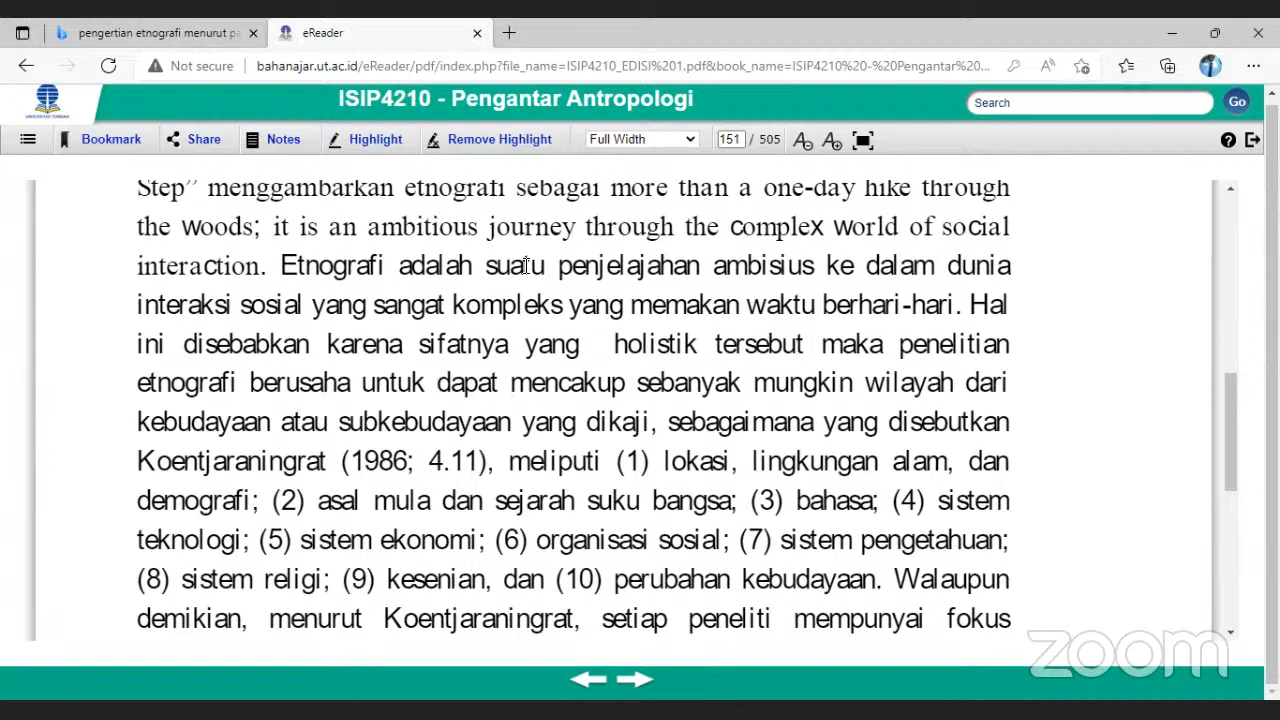 pengertian etnografi menurut pa
eReader
Not secure
bahanajar.ut.ac.id/eReader/pdf/index.php?file_name=ISIP4210_EDISI%201.pdf&book_name=ISIP4210%20-%20Pengantar%20...
ISIP4210 - Pengantar Antropologi
Search
Go
Bookmark
Share
Notes
Highlight
Remove Highlight
Full Width
151 / 505
Step” menggambarkan etnografi sebagai more than a one-day hike through
the woods; it is an ambitious journey through the complex world of social
interaction. Etnografi adalah suatu penjelajahan ambisius ke dalam dunia
interaksi sosial yang sangat kompleks yang memakan waktu berhari-hari. Hal
ini disebabkan karena sifatnya yang holistik tersebut maka penelitian
etnografi berusaha untuk dapat mencakup sebanyak mungkin wilayah dari
kebudayaan atau subkebudayaan yang dikaji, sebagaimana yang disebutkan
Koentjaraningrat (1986; 4.11), meliputi (1) lokasi, lingkungan alam, dan
demografi; (2) asal mula dan sejarah suku bangsa; (3) bahasa; (4) sistem
teknologi; (5) sistem ekonomi; (6) organisasi sosial; (7) sistem pengetahuan;
(8) sistem religi; (9) kesenian, dan (10) perubahan kebudayaan. Walaupun
demikian, menurut Koentjaraningrat, setiap peneliti mempunyai fokus
zoom